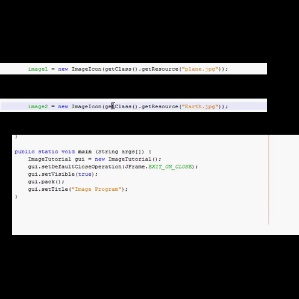 image1 = new ImageIcon(getClass().getResource("plane.jpg"));
image2 = new ImageIcon(getClass().getResource("Earth.jpg"));
}
public static void main (String args[]) {
ImageTutorial gui = new ImageTutorial();
gui.setDefaultCloseOperation(JFrame.EXIT_ON_CLOSE);
gui.setVisible(true);
gui.pack();
gui.setTitle("Image Program");
}